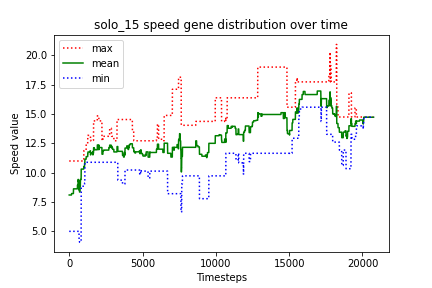 solo_15 speed gene distribution over time
max
mean
min
20.0
17.5
15.0
12.5
10.0
7.5
5.0
Speed value
0
5000
10000
15000
20000
Timesteps